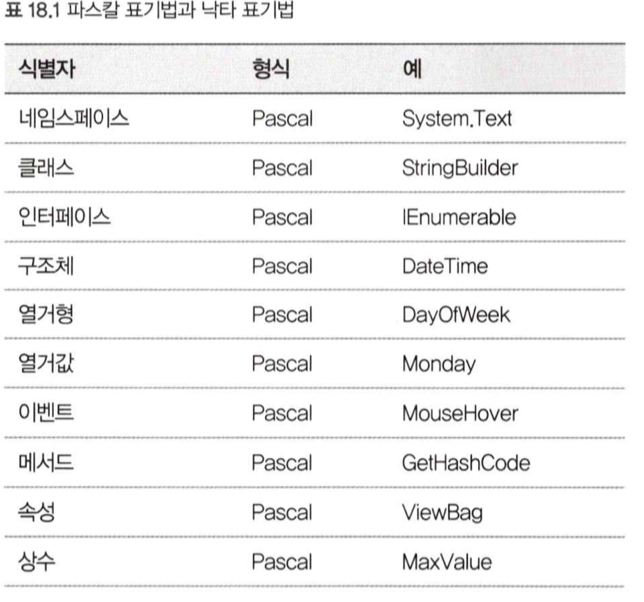 표 18.1 파스칼 표기법과 낙타 표기법
식별자 형식 예
네임스페이스 Pascal System.Text
클래스 Pascal StringBuilder
인터페이스 Pascal IEnumerable
구조체 Pascal DateTime
열거형 Pascal DayOfWeek
열거값 Pascal Monday
이벤트 Pascal MouseHover
메서드 Pascal GetHashCode
속성 Pascal ViewBag
상수 Pascal MaxValue